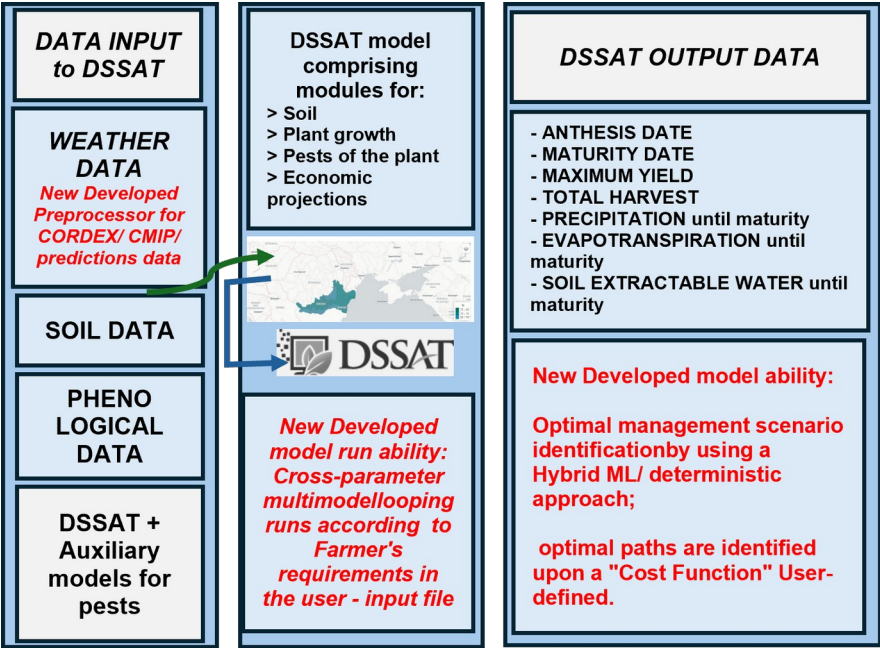 DATA INPUT
to DSSAT
WEATHER
DATA
New Developed
Preprocessor for
CORDEX/ CMIP/
predictions data
SOIL DATA
PHENO
LOGICAL
DATA
DSSAT +
Auxiliary
models for
pests
DSSAT model
comprising
modules for:
> Soil
> Plant growth
> Pests of the plant
> Economic
projections
DSSAT
New Developed
model run ability:
Cross-parameter
multimodellooping
runs according to
Farmer's
requirements in
the user - input file
DSSAT OUTPUT DATA
- ANTHESIS DATE
- MATURITY DATE
- MAXIMUM YIELD
- TOTAL HARVEST
- PRECIPITATION until maturity
- EVAPOTRANSPIRATION until
maturity
- SOIL EXTRACTABLE WATER until
maturity
New Developed model ability:
Optimal management scenario
identificationby using a
Hybrid ML/ deterministic
approach;
optimal paths are identified
upon a "Cost Function" User-
defined.